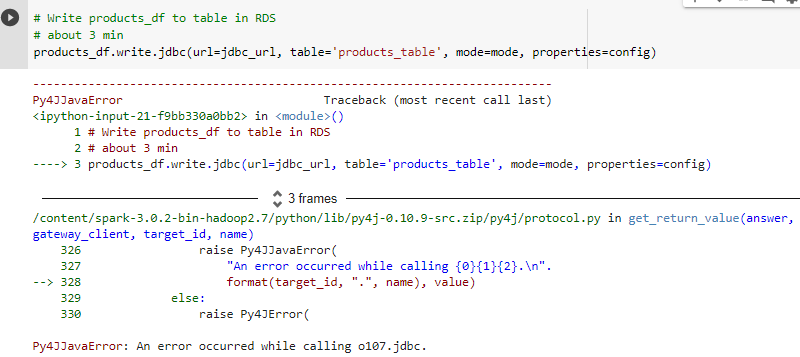 # Write products_df to table in RDS
# about 3 min
products_df.write.jdbc(url=jdbc_url, table='products_table', mode=mode, properties=config)
---------------------------------------------------------------------------
Py4JJavaError                             Traceback (most recent call last)
<ipython-input-21-f9bb330a0bb2> in <module>()
      1 # Write products_df to table in RDS
      2 # about 3 min
----> 3 products_df.write.jdbc(url=jdbc_url, table='products_table', mode=mode, properties=config)
3 frames
/content/spark-3.0.2-bin-hadoop2.7/python/lib/py4j-0.10.9-src.zip/py4j/protocol.py in get_return_value(answer,
gateway_client, target_id, name)
    326                 raise Py4JJavaError(
    327                     "An error occurred while calling {0}{1}{2}.\n".
--> 328                     format(target_id, ".", name), value)
    329             else:
    330                 raise Py4JError(
Py4JJavaError: An error occurred while calling o107.jdbc.